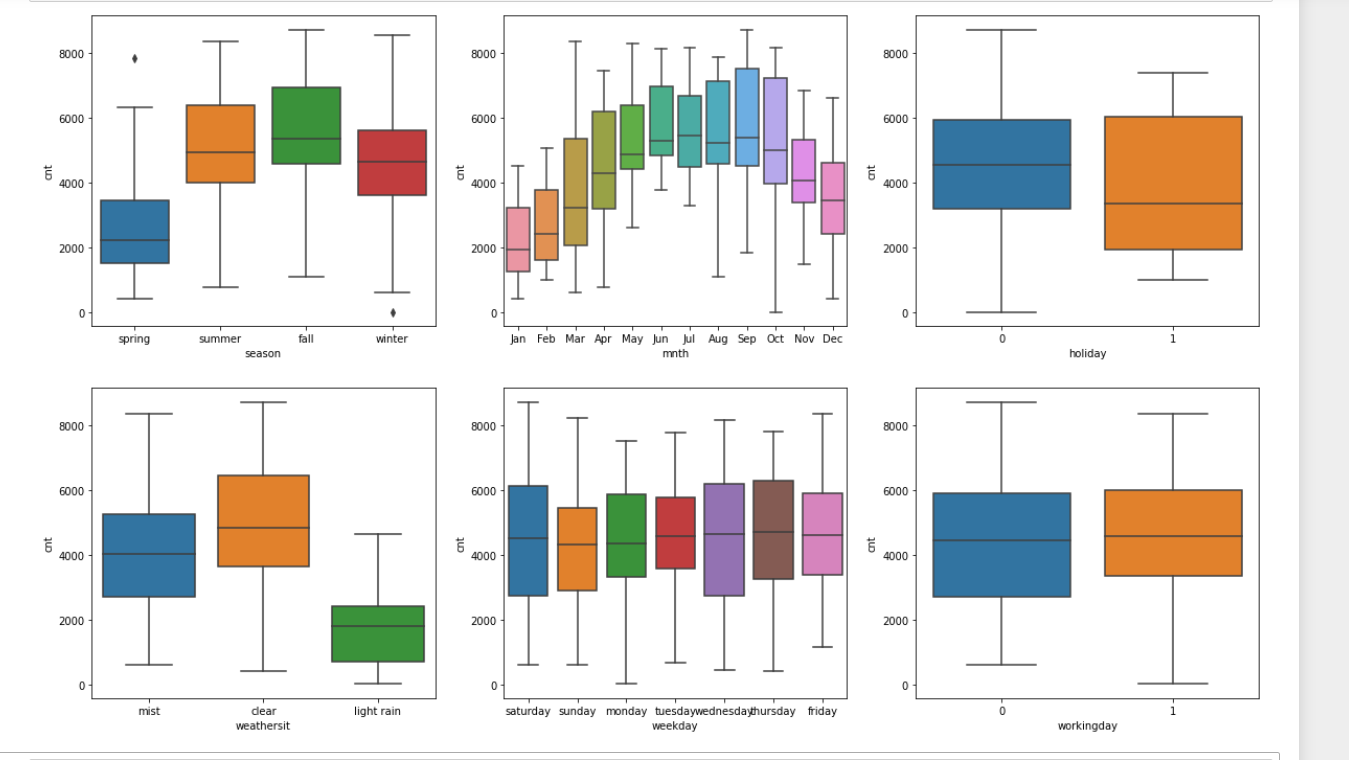 8000
6000
4000
2000
0
cnt
spring summer fall winter
season
8000
6000
4000
2000
0
cnt
Jan Feb Mar Apr May Jun Jul Aug Sep Oct Nov Dec
mnth
8000
6000
4000
2000
0
cnt
0 1
holiday
8000
6000
4000
2000
0
cnt
mist clear light rain
weathersit
8000
6000
4000
2000
0
cnt
saturday sunday monday tuesday wednesday thursday friday
weekday
8000
6000
4000
2000
0
cnt
0 1
workingday